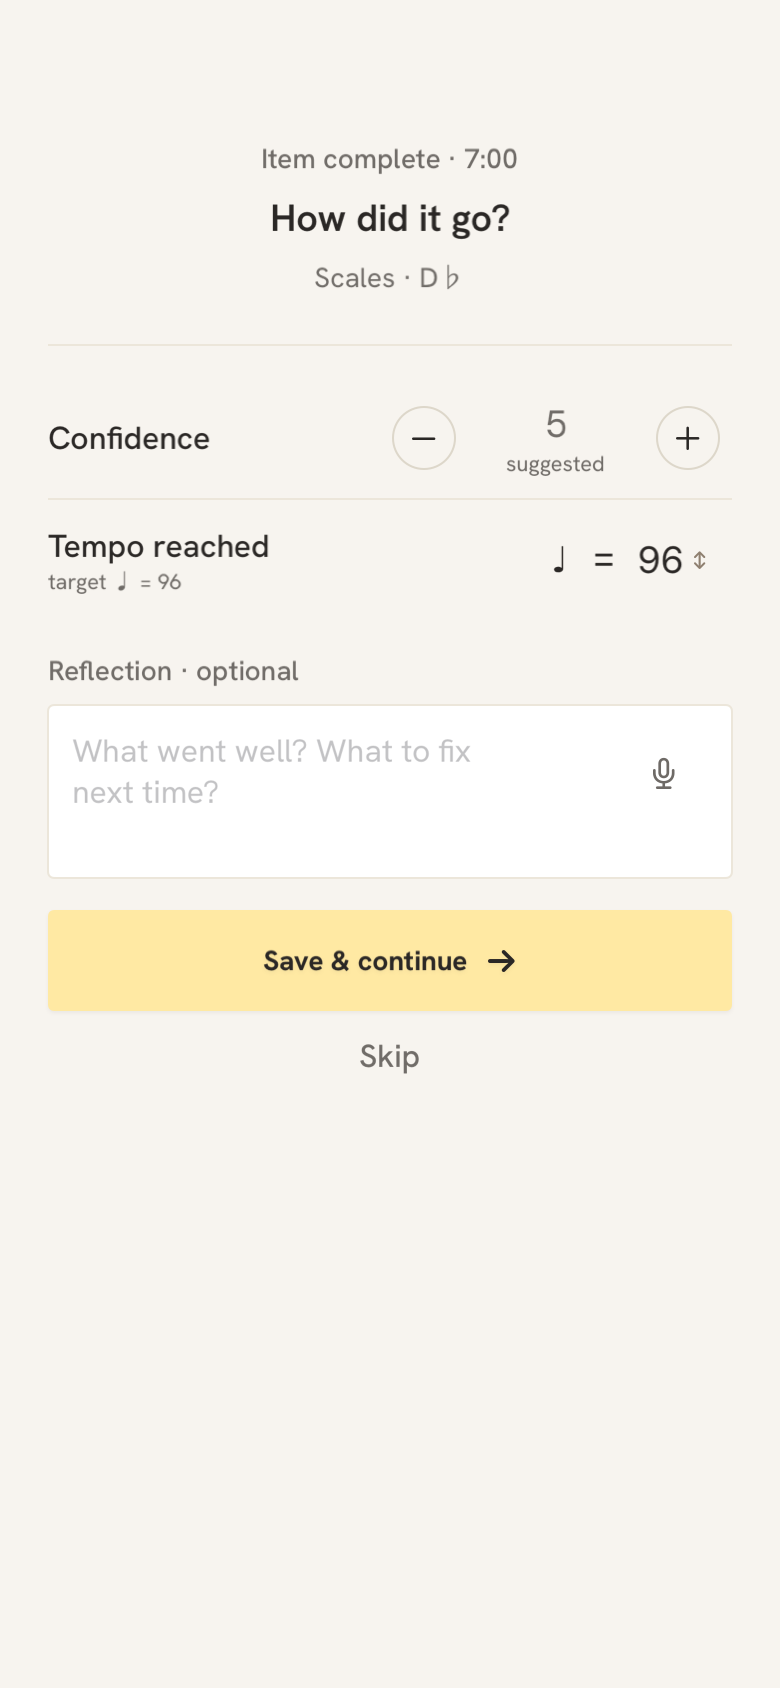 Item complete · 7:00
How did it go?
Scales · D ♭
Confidence
5
suggested
Tempo reached
target ♩ = 96
♩ = 96
Reflection · optional
What went well? What to fix
next time?
Save & continue →
Skip